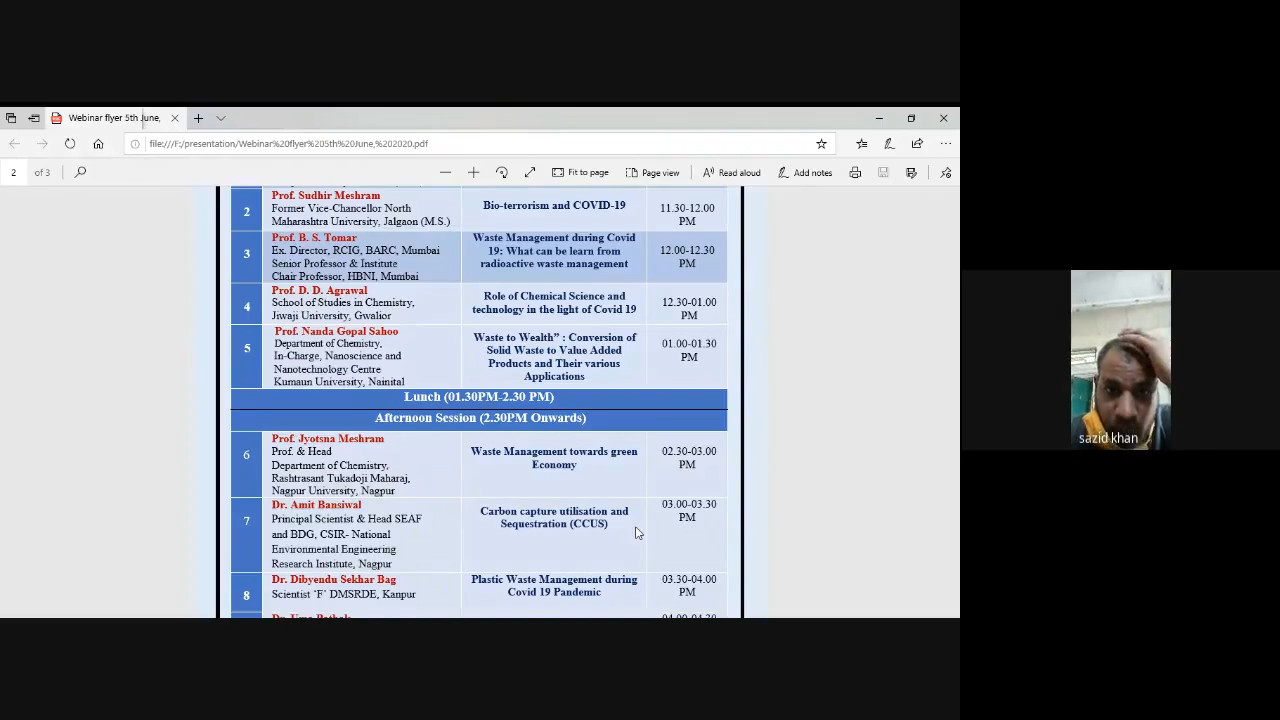 Webinar flyer 5th June,
file:///F:/presentation/Webinar%20flyer%205th%20June,%202020.pdf
2 of 3
Fit to page
Page view
Read aloud
Add notes
2
Prof. Sudhir Meshram
Former Vice-Chancellor North
Maharashtra University, Jalgaon (M.S.)
Bio-terrorism and COVID-19
11.30-12.00
PM
3
Prof. B. S. Tomar
Ex. Director, RCIG, BARC, Mumbai
Senior Professor & Institute
Chair Professor, HBNI, Mumbai
Waste Management during Covid
19: What can be learn from
radioactive waste management
12.00-12.30
PM
4
Prof. D. D. Agrawal
School of Studies in Chemistry,
Jiwaji University, Gwalior
Role of Chemical Science and
technology in the light of Covid 19
12.30-01.00
PM
5
Prof. Nanda Gopal Sahoo
Department of Chemistry,
In-Charge, Nanoscience and
Nanotechnology Centre
Kumaun University, Nainital
Waste to Wealth” : Conversion of
Solid Waste to Value Added
Products and Their various
Applications
01.00-01.30
PM
Lunch (01.30PM-2.30 PM)
Afternoon Session (2.30PM Onwards)
6
Prof. Jyotsna Meshram
Prof. & Head
Department of Chemistry,
Rashtrasant Tukadoji Maharaj,
Nagpur University, Nagpur
Waste Management towards green
Economy
02.30-03.00
PM
7
Dr. Amit Bansiwal
Principal Scientist & Head SEAF
and BDG, CSIR- National
Environmental Engineering
Research Institute, Nagpur
Carbon capture utilisation and
Sequestration (CCUS)
03.00-03.30
PM
8
Dr. Dibyendu Sekhar Bag
Scientist ‘F’ DMSRDE, Kanpur
Plastic Waste Management during
Covid 19 Pandemic
03.30-04.00
PM
sazid khan